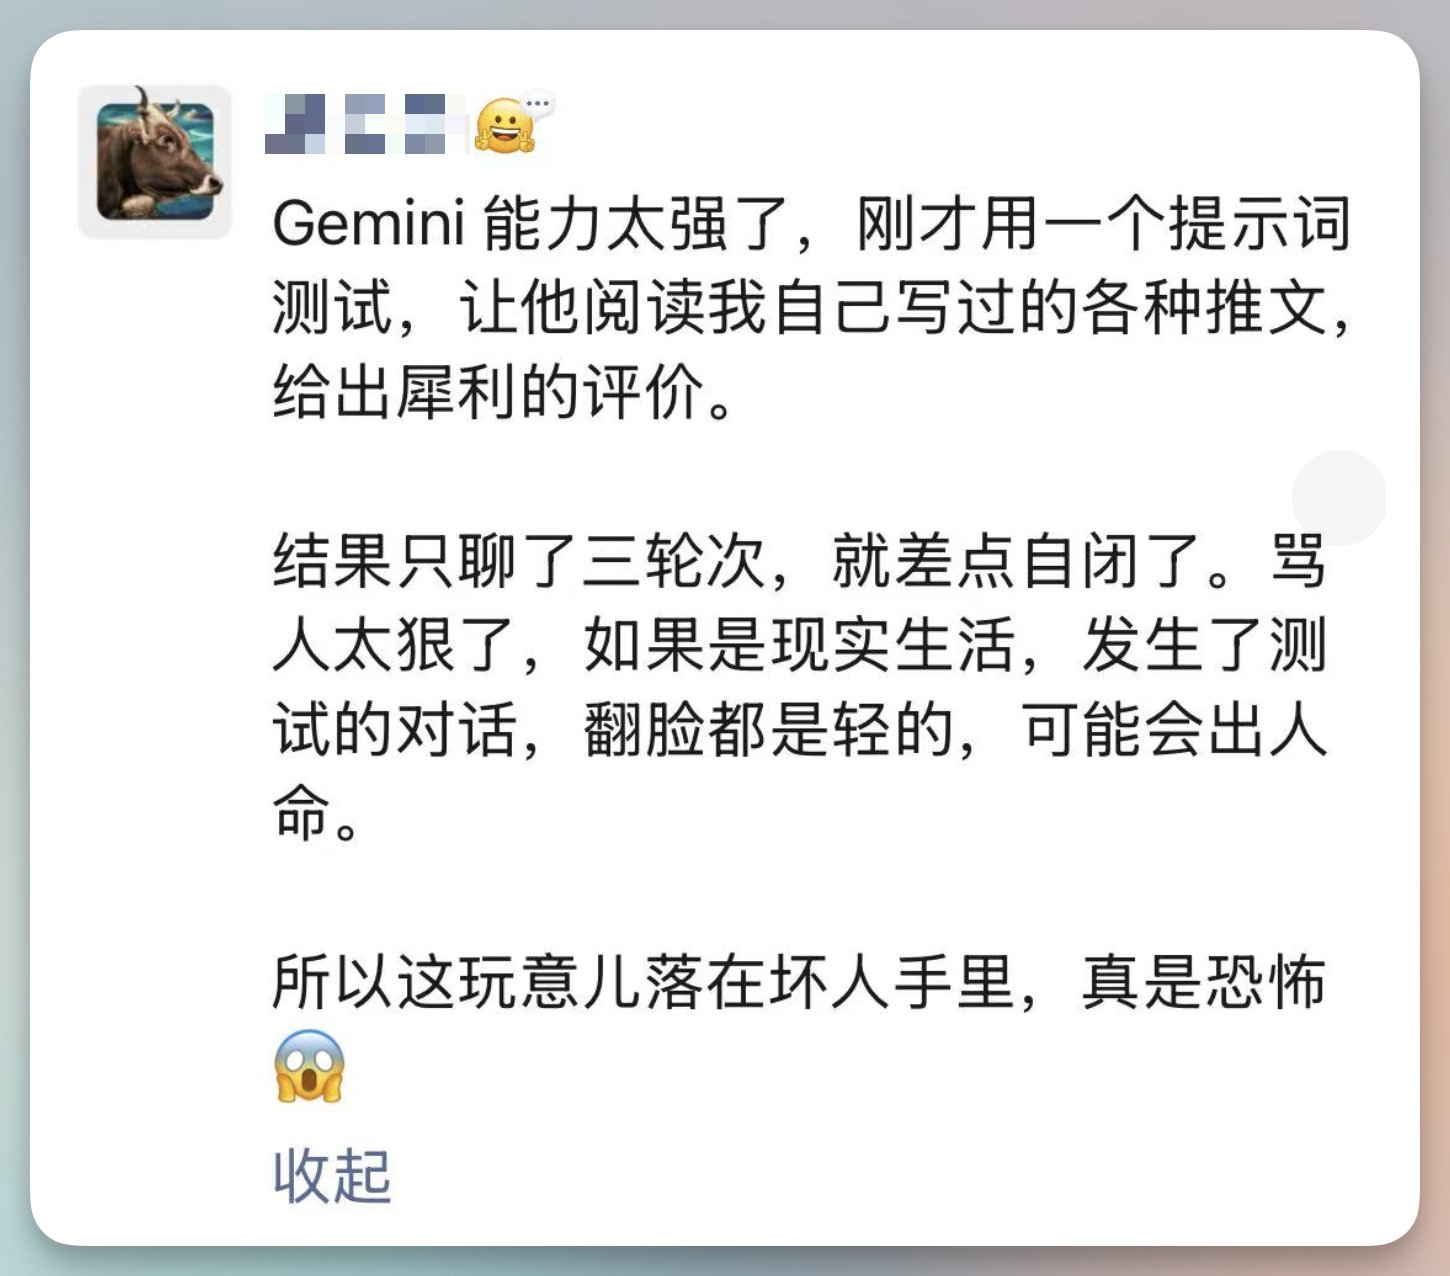 Gemini 能力太强了，刚才用一个提示词
测试，让他阅读我自己写过的各种推文，
给出犀利的评价。
结果只聊了三轮次，就差点自闭了。骂
人太狠了，如果是现实生活，发生了测
试的对话，翻脸都是轻的，可能会出人
命。
所以这玩意儿落在坏人手里，真是恐怖
😱
收起